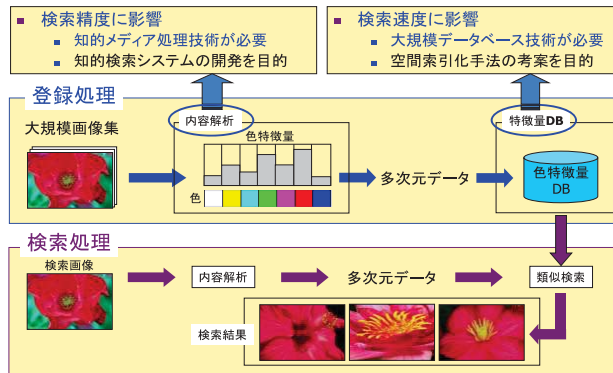 検索精度に影響
知的メディア処理技術が必要
知的検索システムの開発を目的
検索速度に影響
大規模データベース技術が必要
空間索引化手法の考案を目的
登録処理
大規模画像集
内容解析
色特徴量
色
多次元データ
特徴量DB
色特徴量
DB
検索処理
検索画像
内容解析
多次元データ
類似検索
検索結果